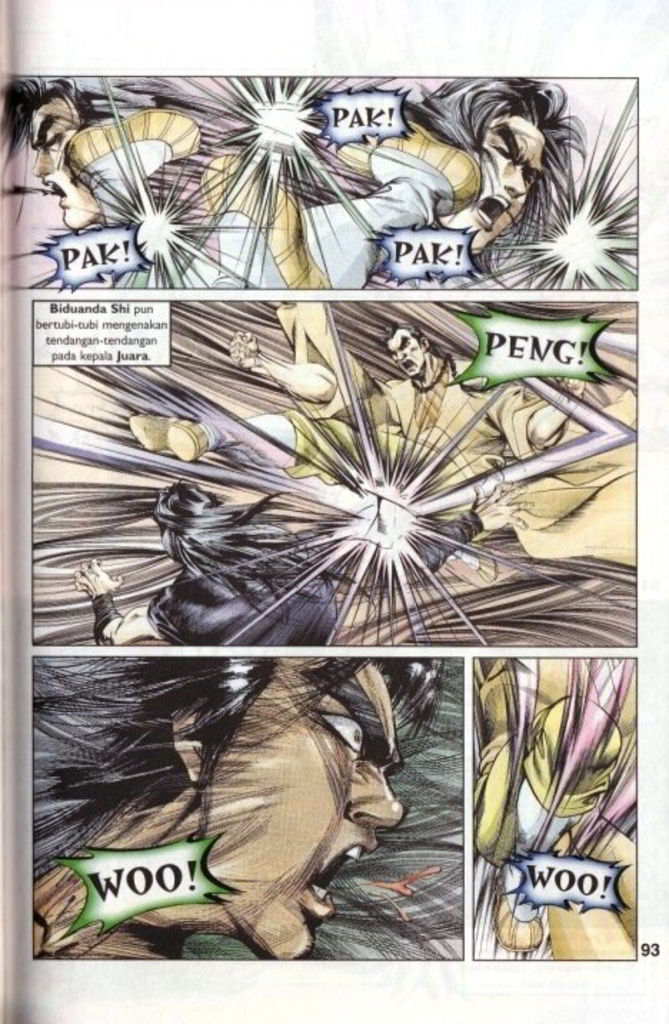 PAK!
PAK!
PAK!
Biduanda Shi pun
bertubi-tubi mengenakan
tendangan-tendangan
pada kepala Juara.
PENG!
WOO!
WOO!
93